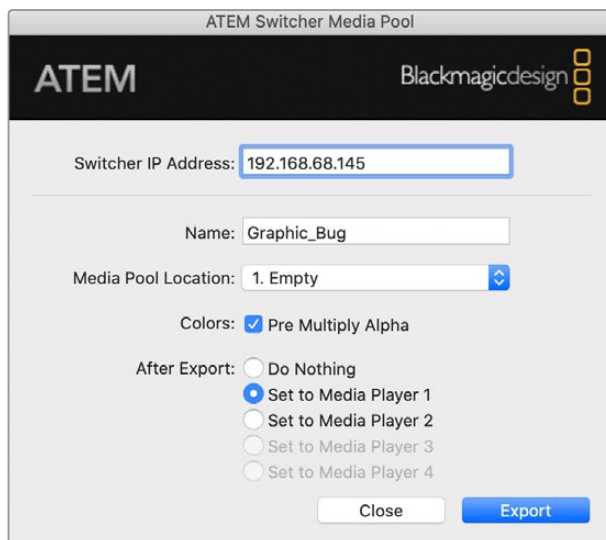 ATEM Switcher Media Pool
ATEM Blackmagicdesign
Switcher IP Address: 192.168.68.145
Name: Graphic_Bug
Media Pool Location: 1. Empty
Colors: Pre Multiply Alpha
After Export: Do Nothing
Set to Media Player 1
Set to Media Player 2
Set to Media Player 3
Set to Media Player 4
Close Export